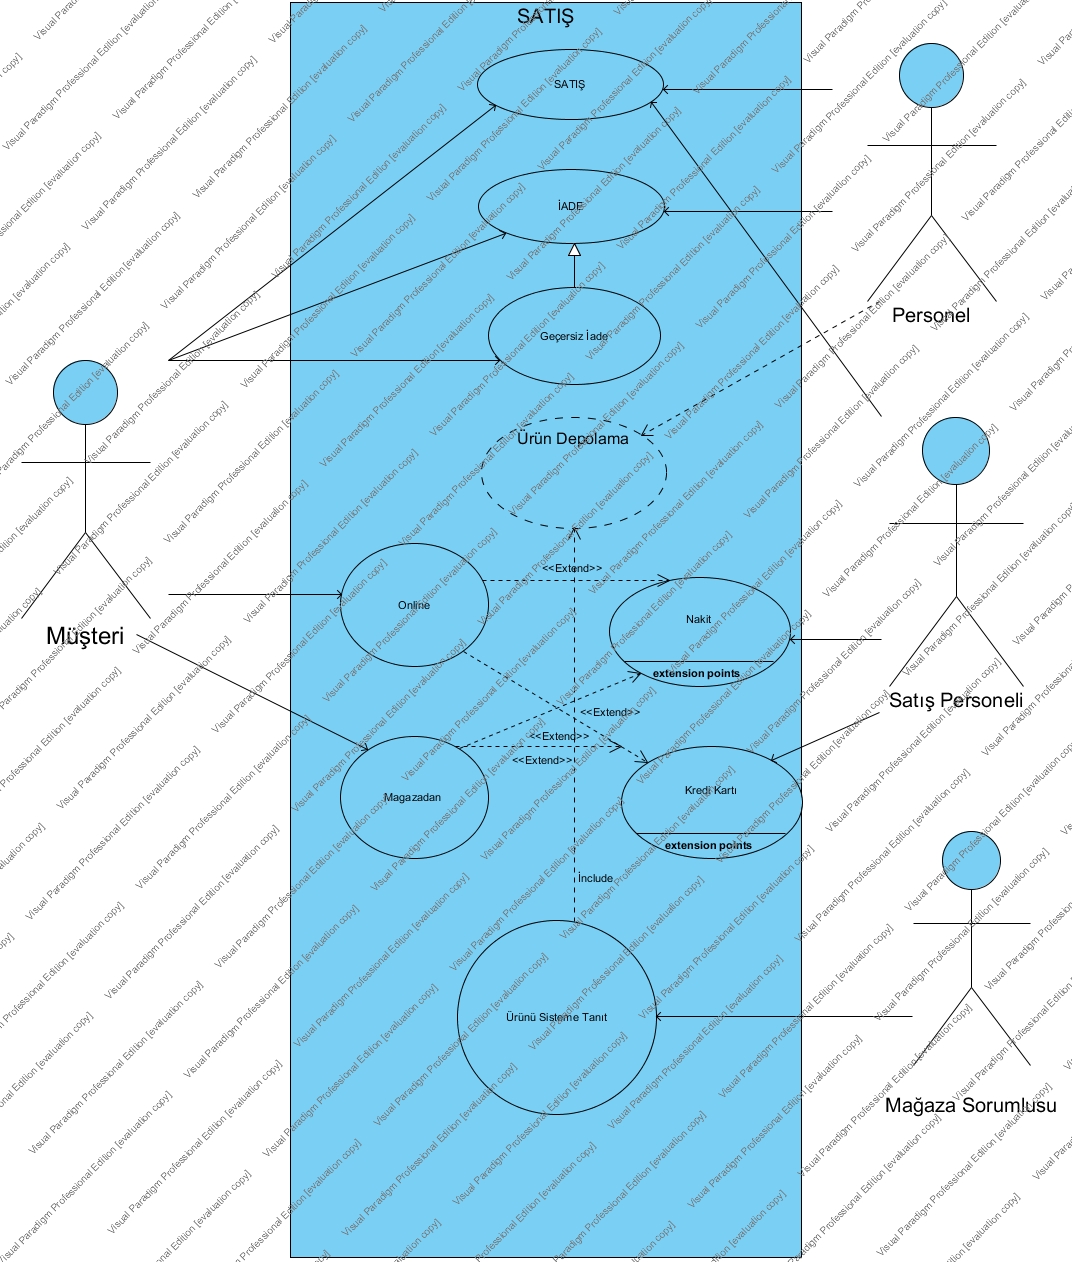 SATIŞ
SATIŞ
İADE
Geçersiz İade
Personel
Ürün Depolama
Müşteri
Online
<<Extend>>
Nakit
extension points
Satış Personeli
<<Extend>>
<<Extend>>
<<Extend>>
Magazadan
Kredi Kartı
extension points
İnclude
Ürünü Sisteme Tanıt
Mağaza Sorumlusu
Visual Paradigm Professional Edition [evaluation copy]